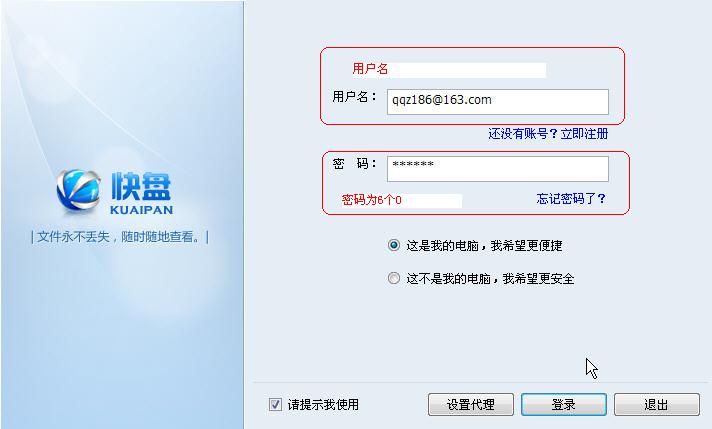 快盘
KUAIPAN
|文件永不丢失，随时随地查看。|
用户名
用户名： qqz186@163.com
还没有账号？立即注册
密 码： ******
密码为6个0
忘记密码了？
这是我的电脑，我希望更便捷
这不是我的电脑，我希望更安全
请提示我使用
设置代理 登录 退出